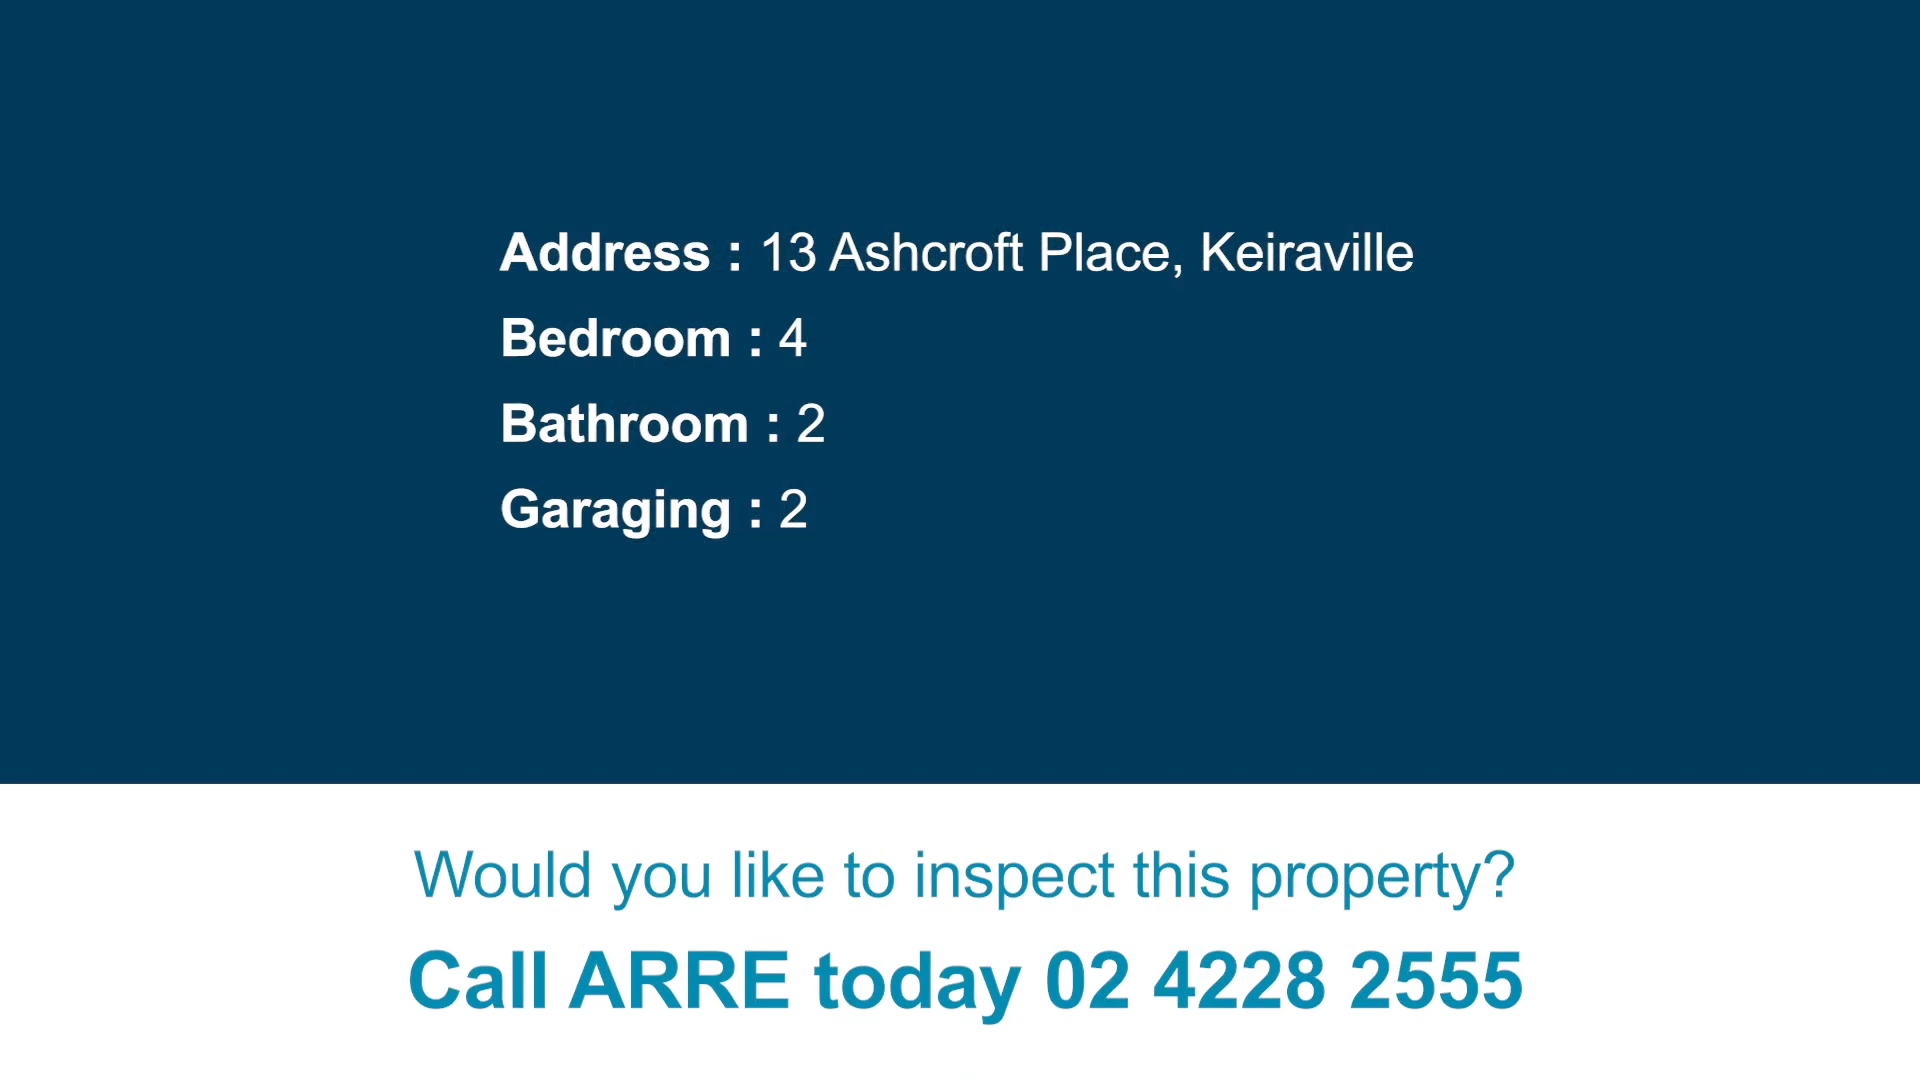 Address : 13 Ashcroft Place, Keiraville
Bedroom : 4
Bathroom : 2
Garaging : 2
Would you like to inspect this property?
Call ARRE today 02 4228 2555